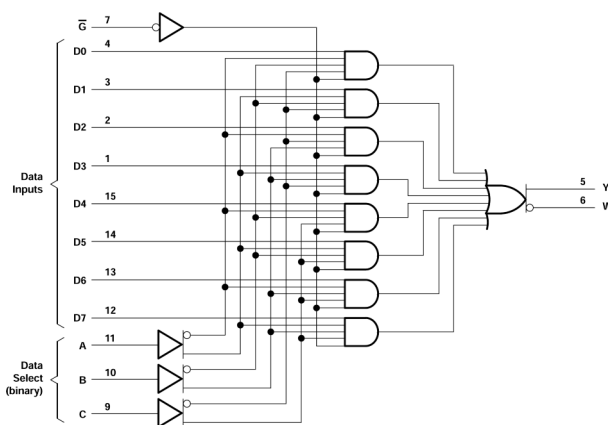 G 7
D0 4
D1 3
D2 2
D3 1
D4 15
D5 14
D6 13
D7 12
Data
Inputs
A 11
B 10
C 9
Data
Select
(binary)
5 Y
6